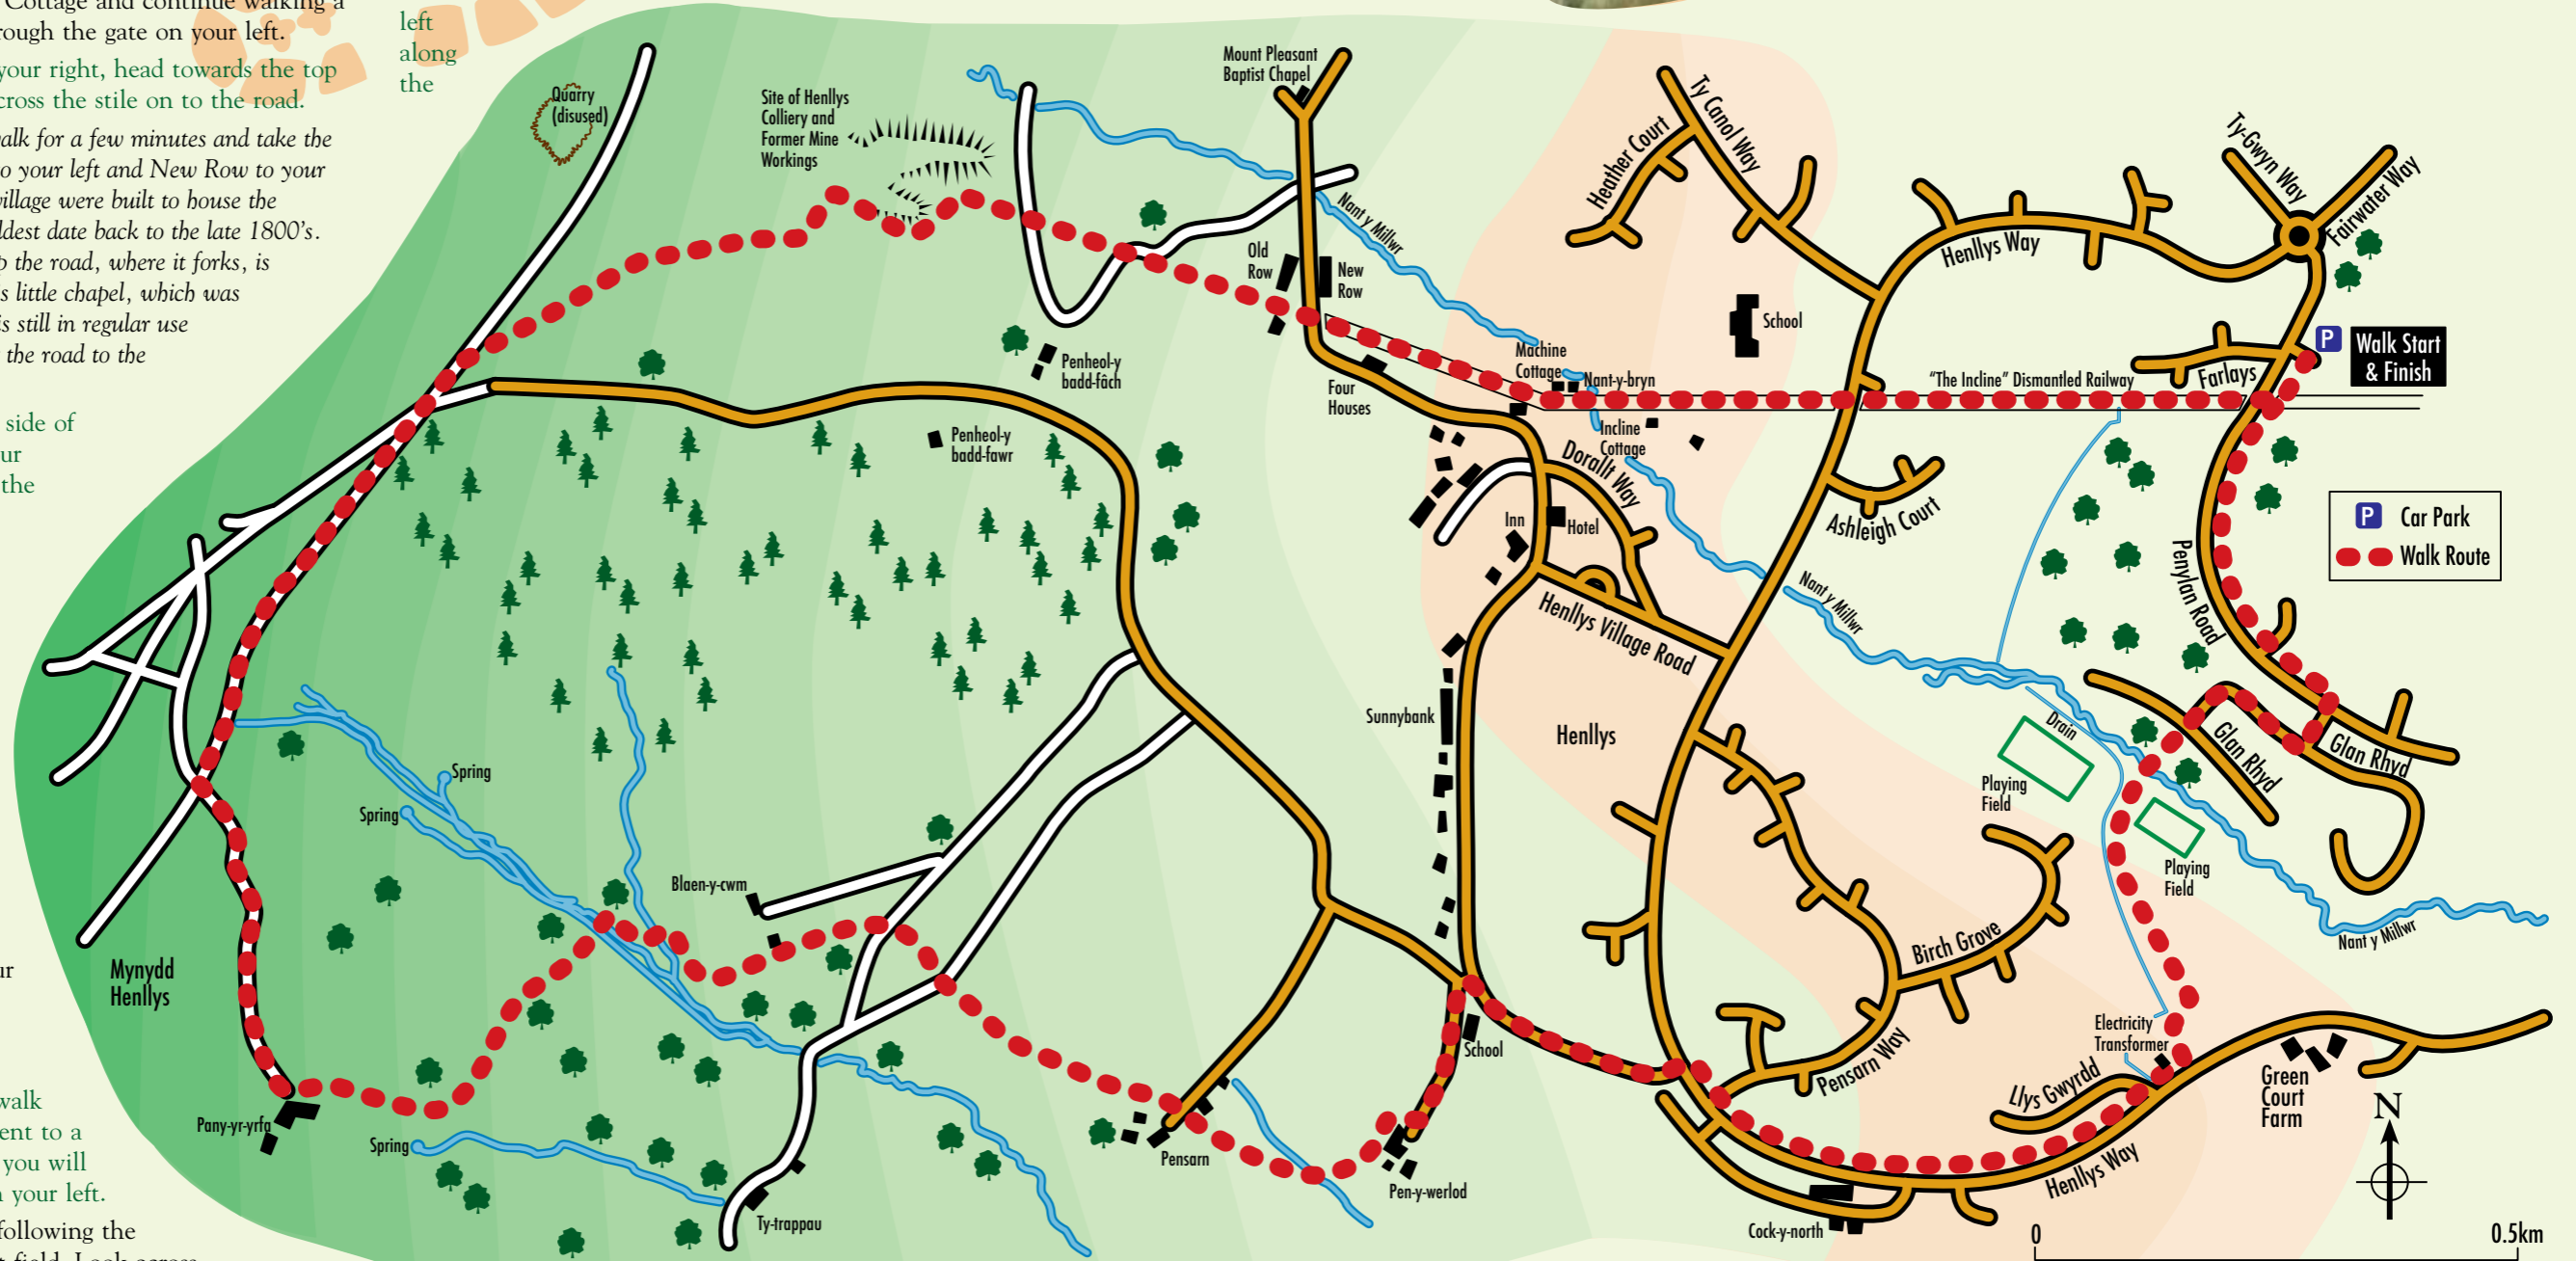 Cottage and continue walking a
rough the gate on your left.
your right, head towards the top
cross the stile on to the road.
walk for a few minutes and take the
o your left and New Row to your
village were built to house the
ldest date back to the late 1800's.
p the road, where it forks, is
s little chapel, which was
is still in regular use
the road to the
side of
ur
the
ur
walk
ent to a
you will
n your left.
following the
left
along
the
Quarry
(disused)
Site of Henllys
Colliery and
Former Mine
Workings
Mount Pleasant
Baptist Chapel
Nant y Millwr
Old
Row
New
Row
Penheol-y
badd-fâch
Penheol-y
badd-fawr
Four
Houses
Machine
Cottage
Nant-y-bryn
Incline
Cottage
School
Heather Court
Ty Canol Way
Henllys Way
Ty-Gwyn Way
Fairwater Way
P
Walk Start
& Finish
"The Incline" Dismantled Railway
Farlays
P Car Park
Walk Route
Dorallt Way
Inn
Hotel
Ashleigh Court
Penylan Road
Henllys Village Road
Nant y Millwr
Sunnybank
Henllys
Drain
Playing
Field
Playing
Field
Glan Rhyd
Glan Rhyd
Spring
Spring
Blaen-y-cwm
Mynydd
Henllys
Birch Grove
Nant y Millwr
School
Pensarn Way
Electricity
Transformer
Llys Gwyrdd
Green
Court
Farm
Pany-yr-yrfa
Spring
Pensarn
Pen-y-werlod
Ty-trappau
Cock-y-north
Henllys Way
N
0
0.5km